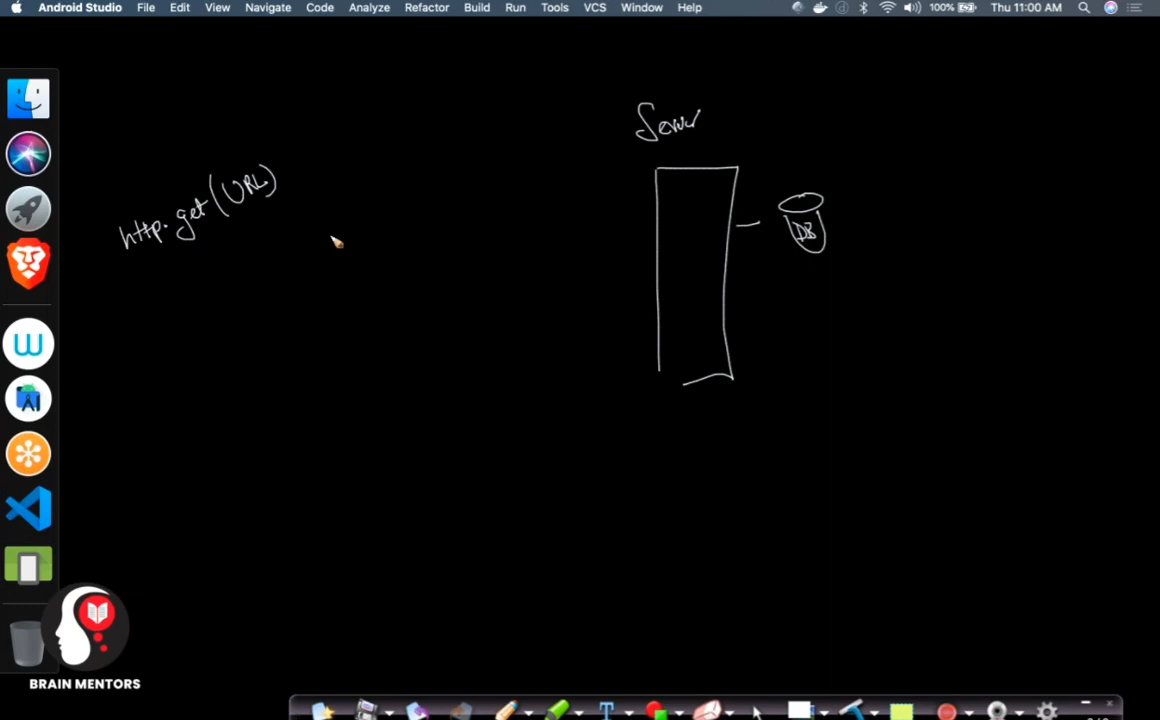 Android Studio File Edit View Navigate Code Analyze Refactor Build Run Tools VCS Window Help 100% Thu 11:00 AM
Server
http.get(URL)
DB
BRAIN MENTORS
T